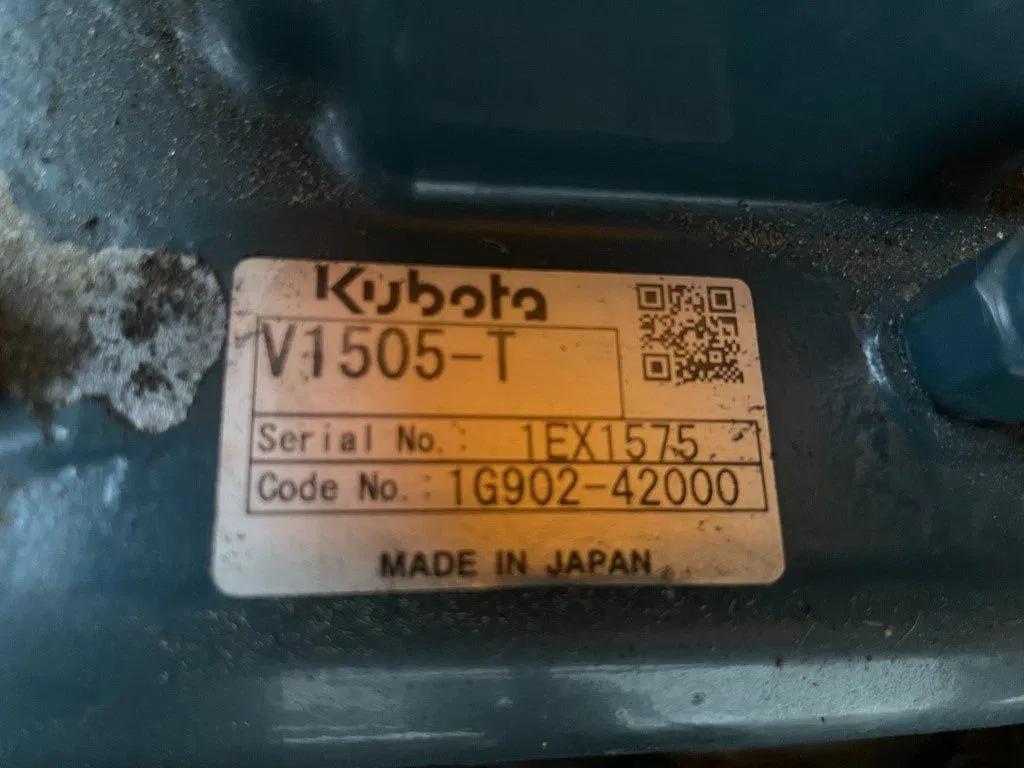 Kubota
V1505-T
Serial No.: 1EX1575
Code No.: 1G902-42000
MADE IN JAPAN